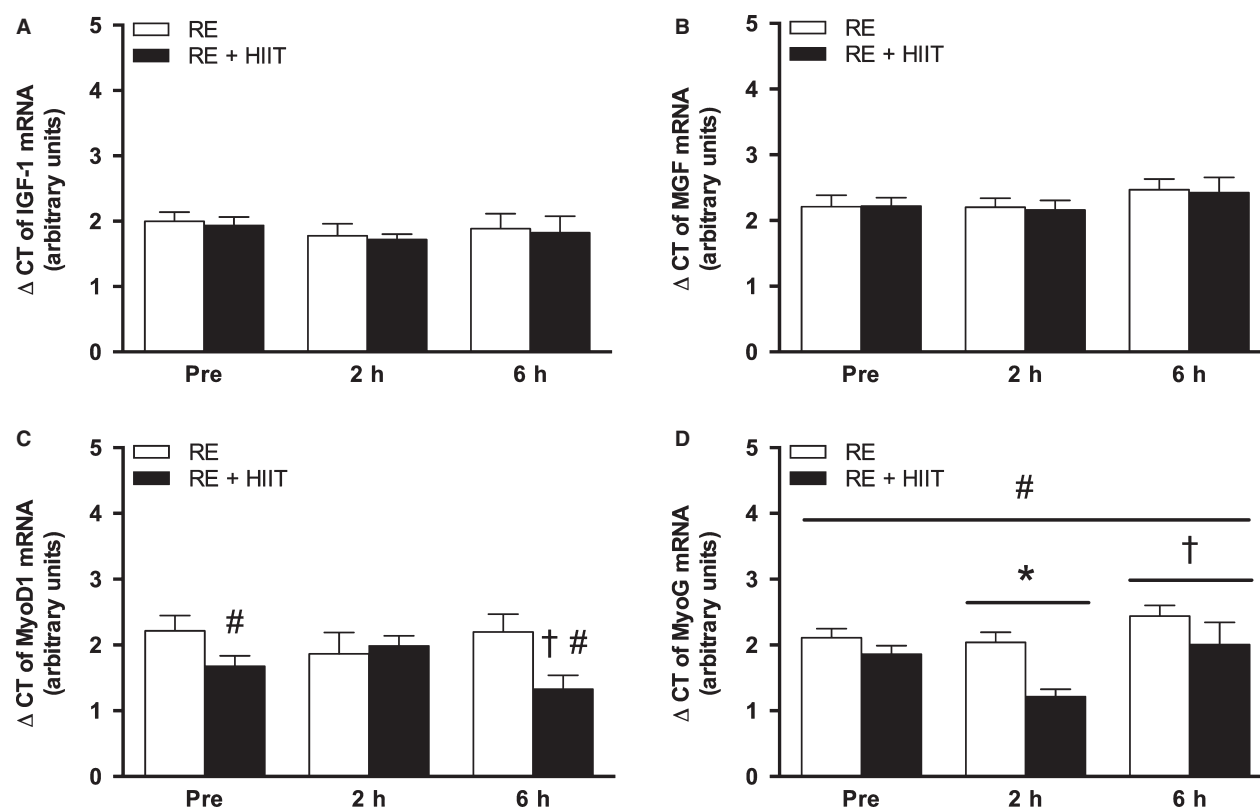 A
RE
RE + HIIT
Δ CT of IGF-1 mRNA
(arbitrary units)
5
4
3
2
1
0
Pre 2 h 6 h
B
RE
RE + HIIT
Δ CT of MGF mRNA
(arbitrary units)
5
4
3
2
1
0
Pre 2 h 6 h
C
RE
RE + HIIT
Δ CT of MyoD1 mRNA
(arbitrary units)
5
4
3
2
1
0
#
† #
Pre 2 h 6 h
D
RE
RE + HIIT
Δ CT of MyoG mRNA
(arbitrary units)
5
4
3
2
1
0
#
†
*
Pre 2 h 6 h